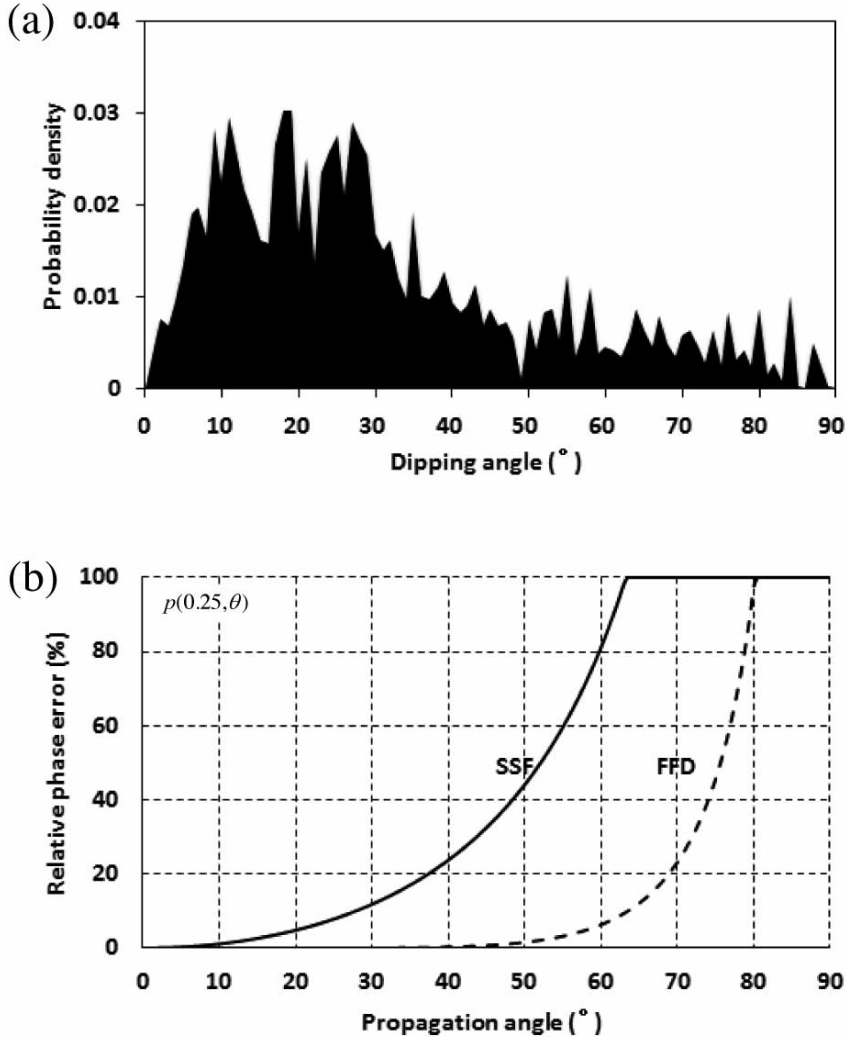 (a)
Probability density
0.04
0.03
0.02
0.01
0
0 10 20 30 40 50 60 70 80 90
Dipping angle (°)
(b)
Relative phase error (%)
100
80
60
40
20
0
p(0.25,θ)
SSF
FFD
0 10 20 30 40 50 60 70 80 90
Propagation angle (°)